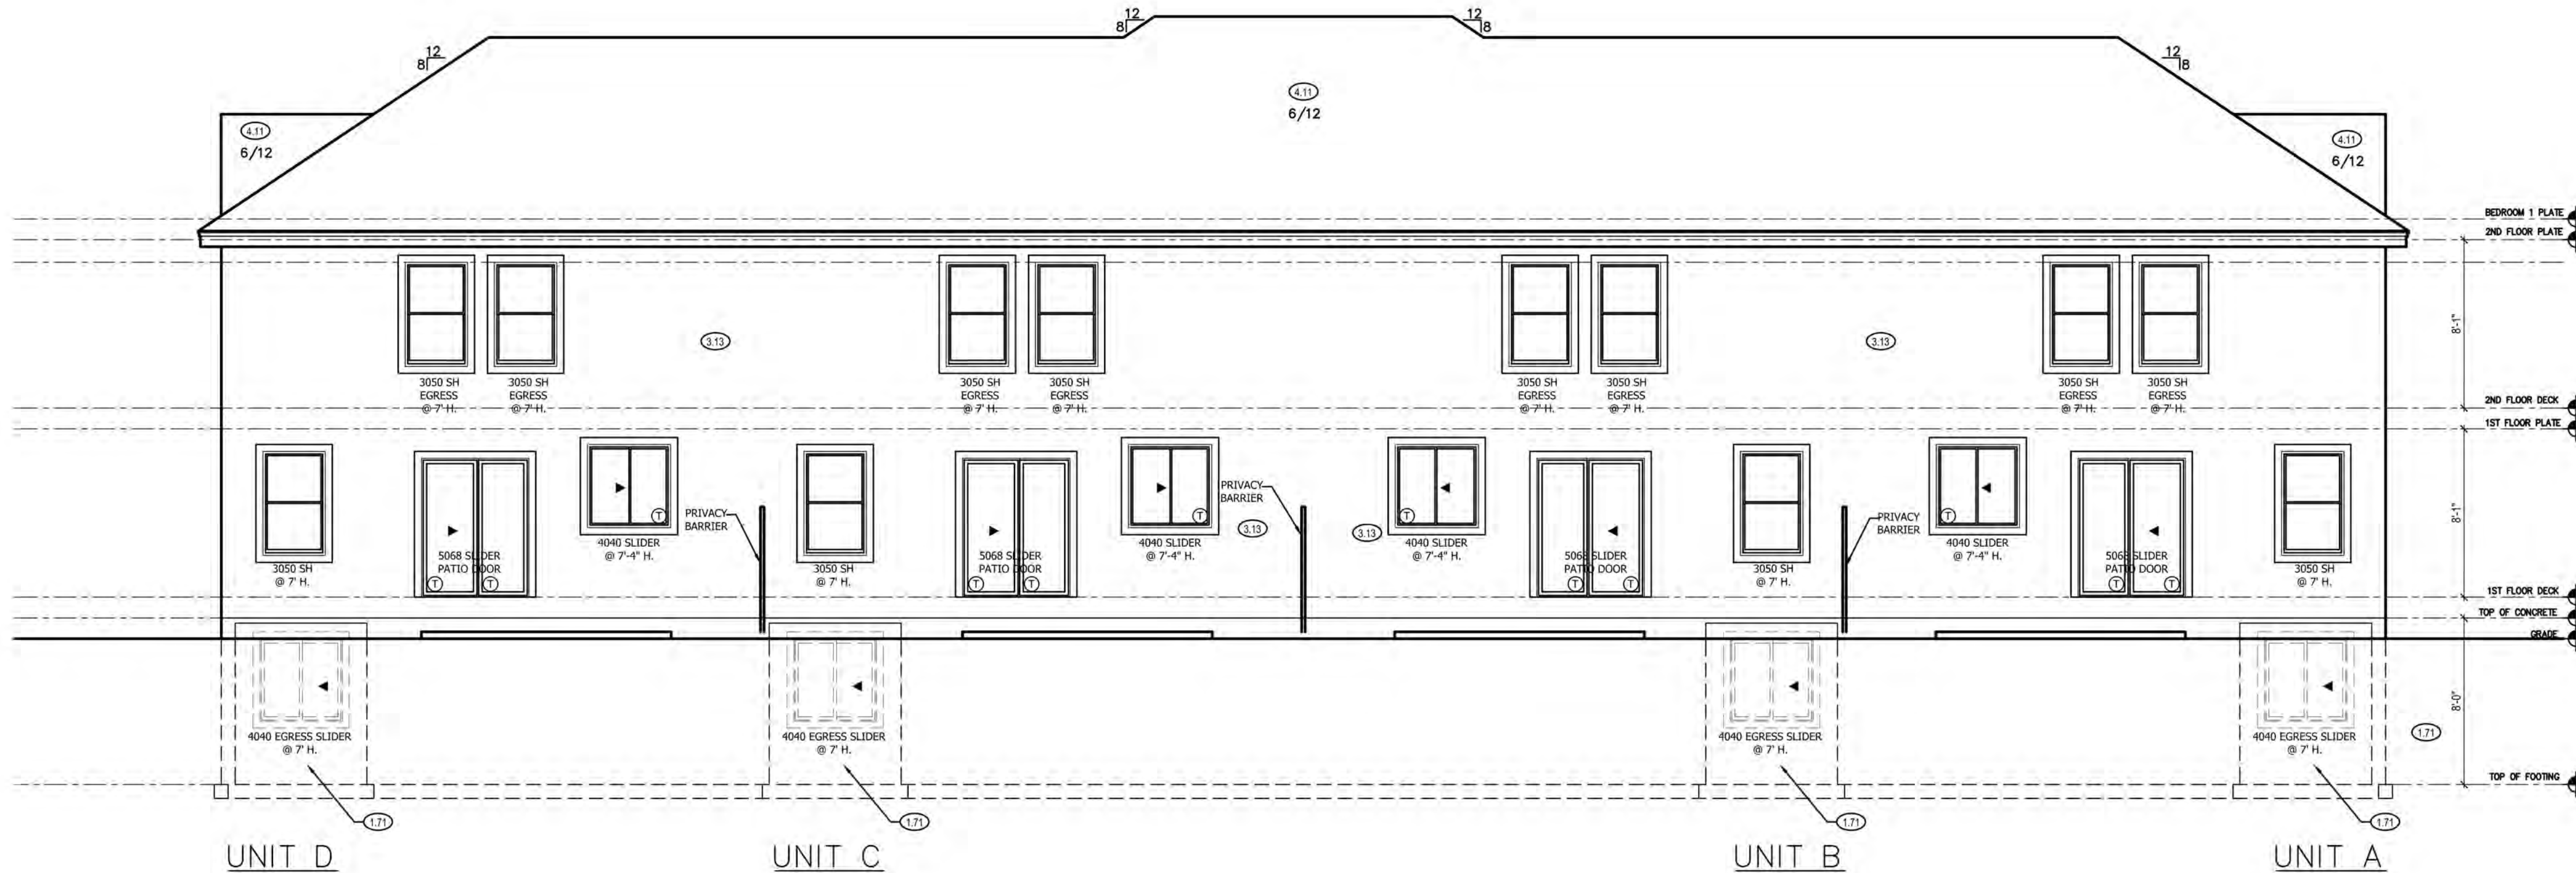 12
8
12
8
12
8
12
8
4.11
6/12
4.11
6/12
4.11
6/12
BEDROOM 1 PLATE
2ND FLOOR PLATE
3050 SH
EGRESS
@ 7' H.
3050 SH
EGRESS
@ 7' H.
3.13
3050 SH
EGRESS
@ 7' H.
3050 SH
EGRESS
@ 7' H.
3050 SH
EGRESS
@ 7' H.
3050 SH
EGRESS
@ 7' H.
3.13
3050 SH
EGRESS
@ 7' H.
3050 SH
EGRESS
@ 7' H.
8'-1"
2ND FLOOR DECK
1ST FLOOR PLATE
3050 SH
@ 7' H.
5068 SLIDER
PATIO DOOR
T
T
T
4040 SLIDER
@ 7'-4" H.
PRIVACY
BARRIER
3050 SH
@ 7' H.
5068 SLIDER
PATIO DOOR
T
T
T
4040 SLIDER
@ 7'-4" H.
PRIVACY
BARRIER
3.13
3.13
T
4040 SLIDER
@ 7'-4" H.
5068 SLIDER
PATIO DOOR
T
T
3050 SH
@ 7' H.
PRIVACY
BARRIER
T
4040 SLIDER
@ 7'-4" H.
5068 SLIDER
PATIO DOOR
T
T
3050 SH
@ 7' H.
8'-1"
1ST FLOOR DECK
TOP OF CONCRETE
GRADE
4040 EGRESS SLIDER
@ 7' H.
4040 EGRESS SLIDER
@ 7' H.
4040 EGRESS SLIDER
@ 7' H.
4040 EGRESS SLIDER
@ 7' H.
8'-0"
1.71
TOP OF FOOTING
1.71
1.71
1.71
1.71
UNIT D
UNIT C
UNIT B
UNIT A